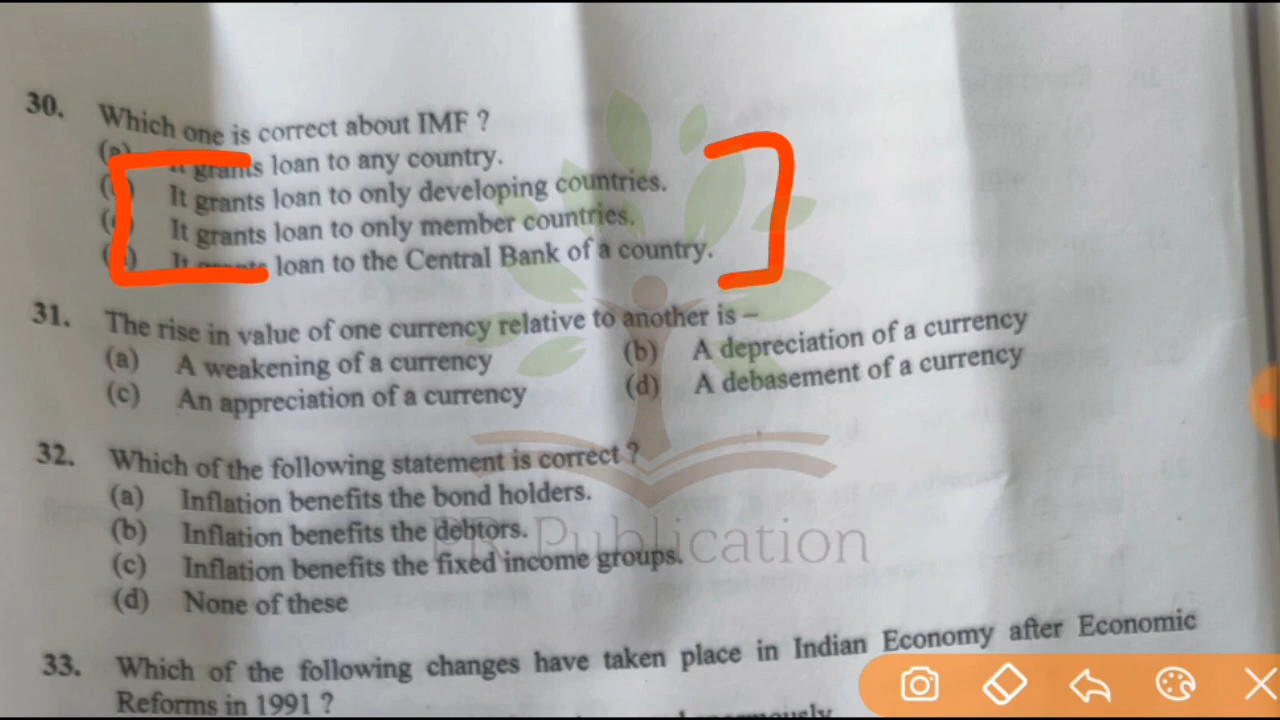 30. Which one is correct about IMF ?
(a) It grants loan to any country.
It grants loan to only developing countries.
It grants loan to only member countries.
It grants loan to the Central Bank of a country.
31. The rise in value of one currency relative to another is –
(a) A weakening of a currency (b) A depreciation of a currency
(c) An appreciation of a currency (d) A debasement of a currency
32. Which of the following statement is correct ?
(a) Inflation benefits the bond holders.
(b) Inflation benefits the debtors.
(c) Inflation benefits the fixed income groups.
(d) None of these
Publication
33. Which of the following changes have taken place in Indian Economy after Economic
Reforms in 1991 ?